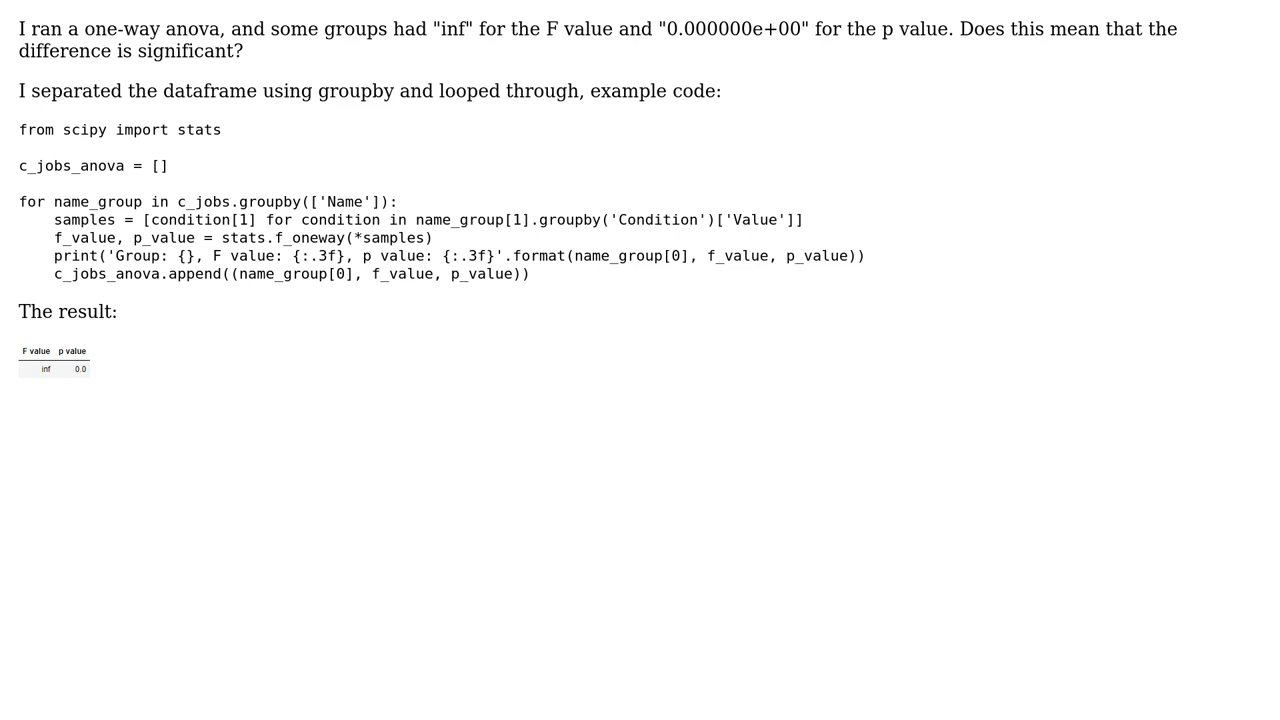 I ran a one-way anova, and some groups had "inf" for the F value and "0.000000e+00" for the p value. Does this mean that the
difference is significant?
I separated the dataframe using groupby and looped through, example code:
from scipy import stats
c_jobs_anova = []
for name_group in c_jobs.groupby(['Name']):
    samples = [condition[1] for condition in name_group[1].groupby('Condition')['Value']]
    f_value, p_value = stats.f_oneway(*samples)
    print('Group: {}, F value: {:.3f}, p value: {:.3f}'.format(name_group[0], f_value, p_value))
    c_jobs_anova.append((name_group[0], f_value, p_value))
The result:
F value p value
inf 0.0